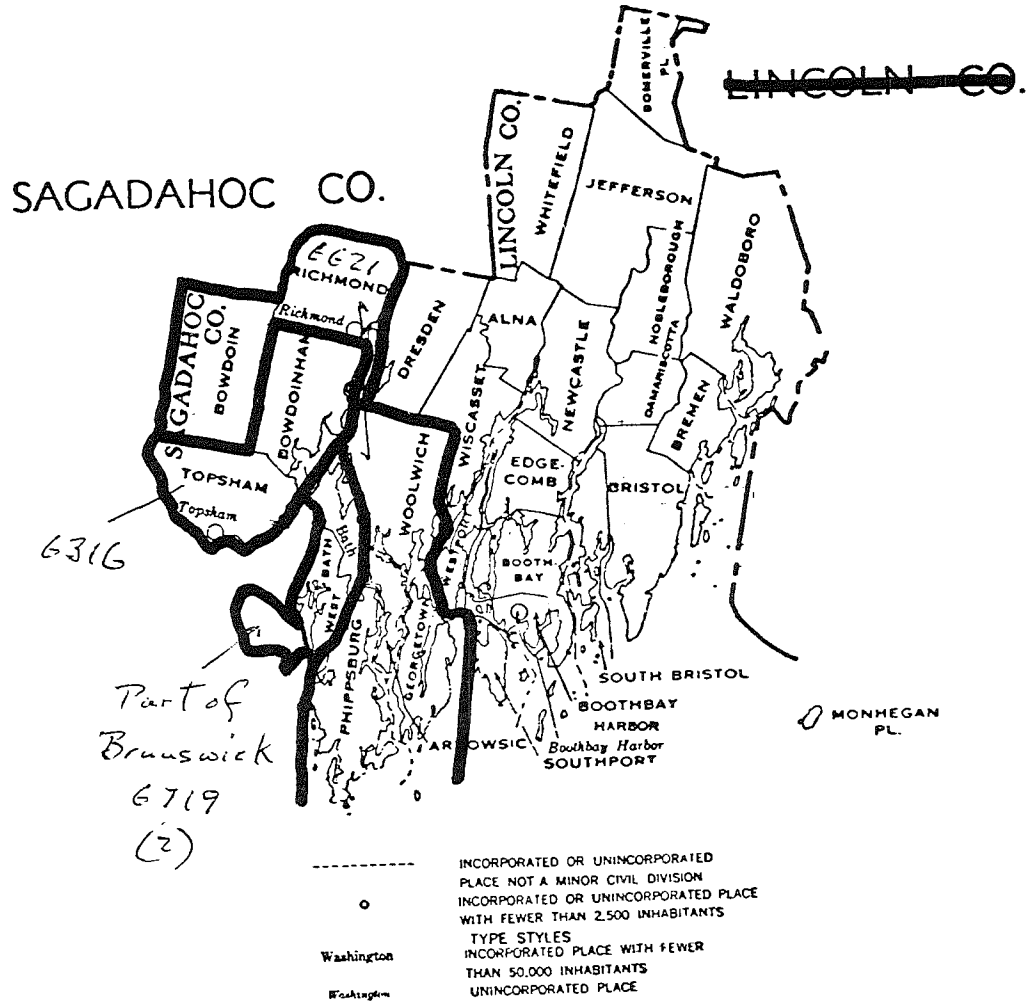 LINCOLN CO.
SOMERVILLE
PL.
SAGADAHOC CO.
LINCOLN CO.
WHITEFIELD
JEFFERSON
6621
RICHMOND
Richmond
SAGADAHOC
CO.
BOWDOIN
BOWDOINHAM
DRESDEN
ALNA
NOBLEBOROUGH
WALDOBORO
NEWCASTLE
DAMARISCOTTA
WISCASSET
BREMEN
TOPSHAM
Topsham
WOOLWICH
EDGE-
COMB
BRISTOL
6316
Bath
BATH
WEST
WESTPORT
BOOTH-
BAY
PHIPPSBURG
GEORGETOWN
SOUTH BRISTOL
Part of
Brunswick
6719
(2)
BOOTHBAY
HARBOR
ARROWSIC
Boothbay Harbor
SOUTHPORT
MONHEGAN
PL.
INCORPORATED OR UNINCORPORATED
PLACE NOT A MINOR CIVIL DIVISION
INCORPORATED OR UNINCORPORATED PLACE
WITH FEWER THAN 2,500 INHABITANTS
TYPE STYLES
Washington INCORPORATED PLACE WITH FEWER
THAN 50,000 INHABITANTS
Washington UNINCORPORATED PLACE